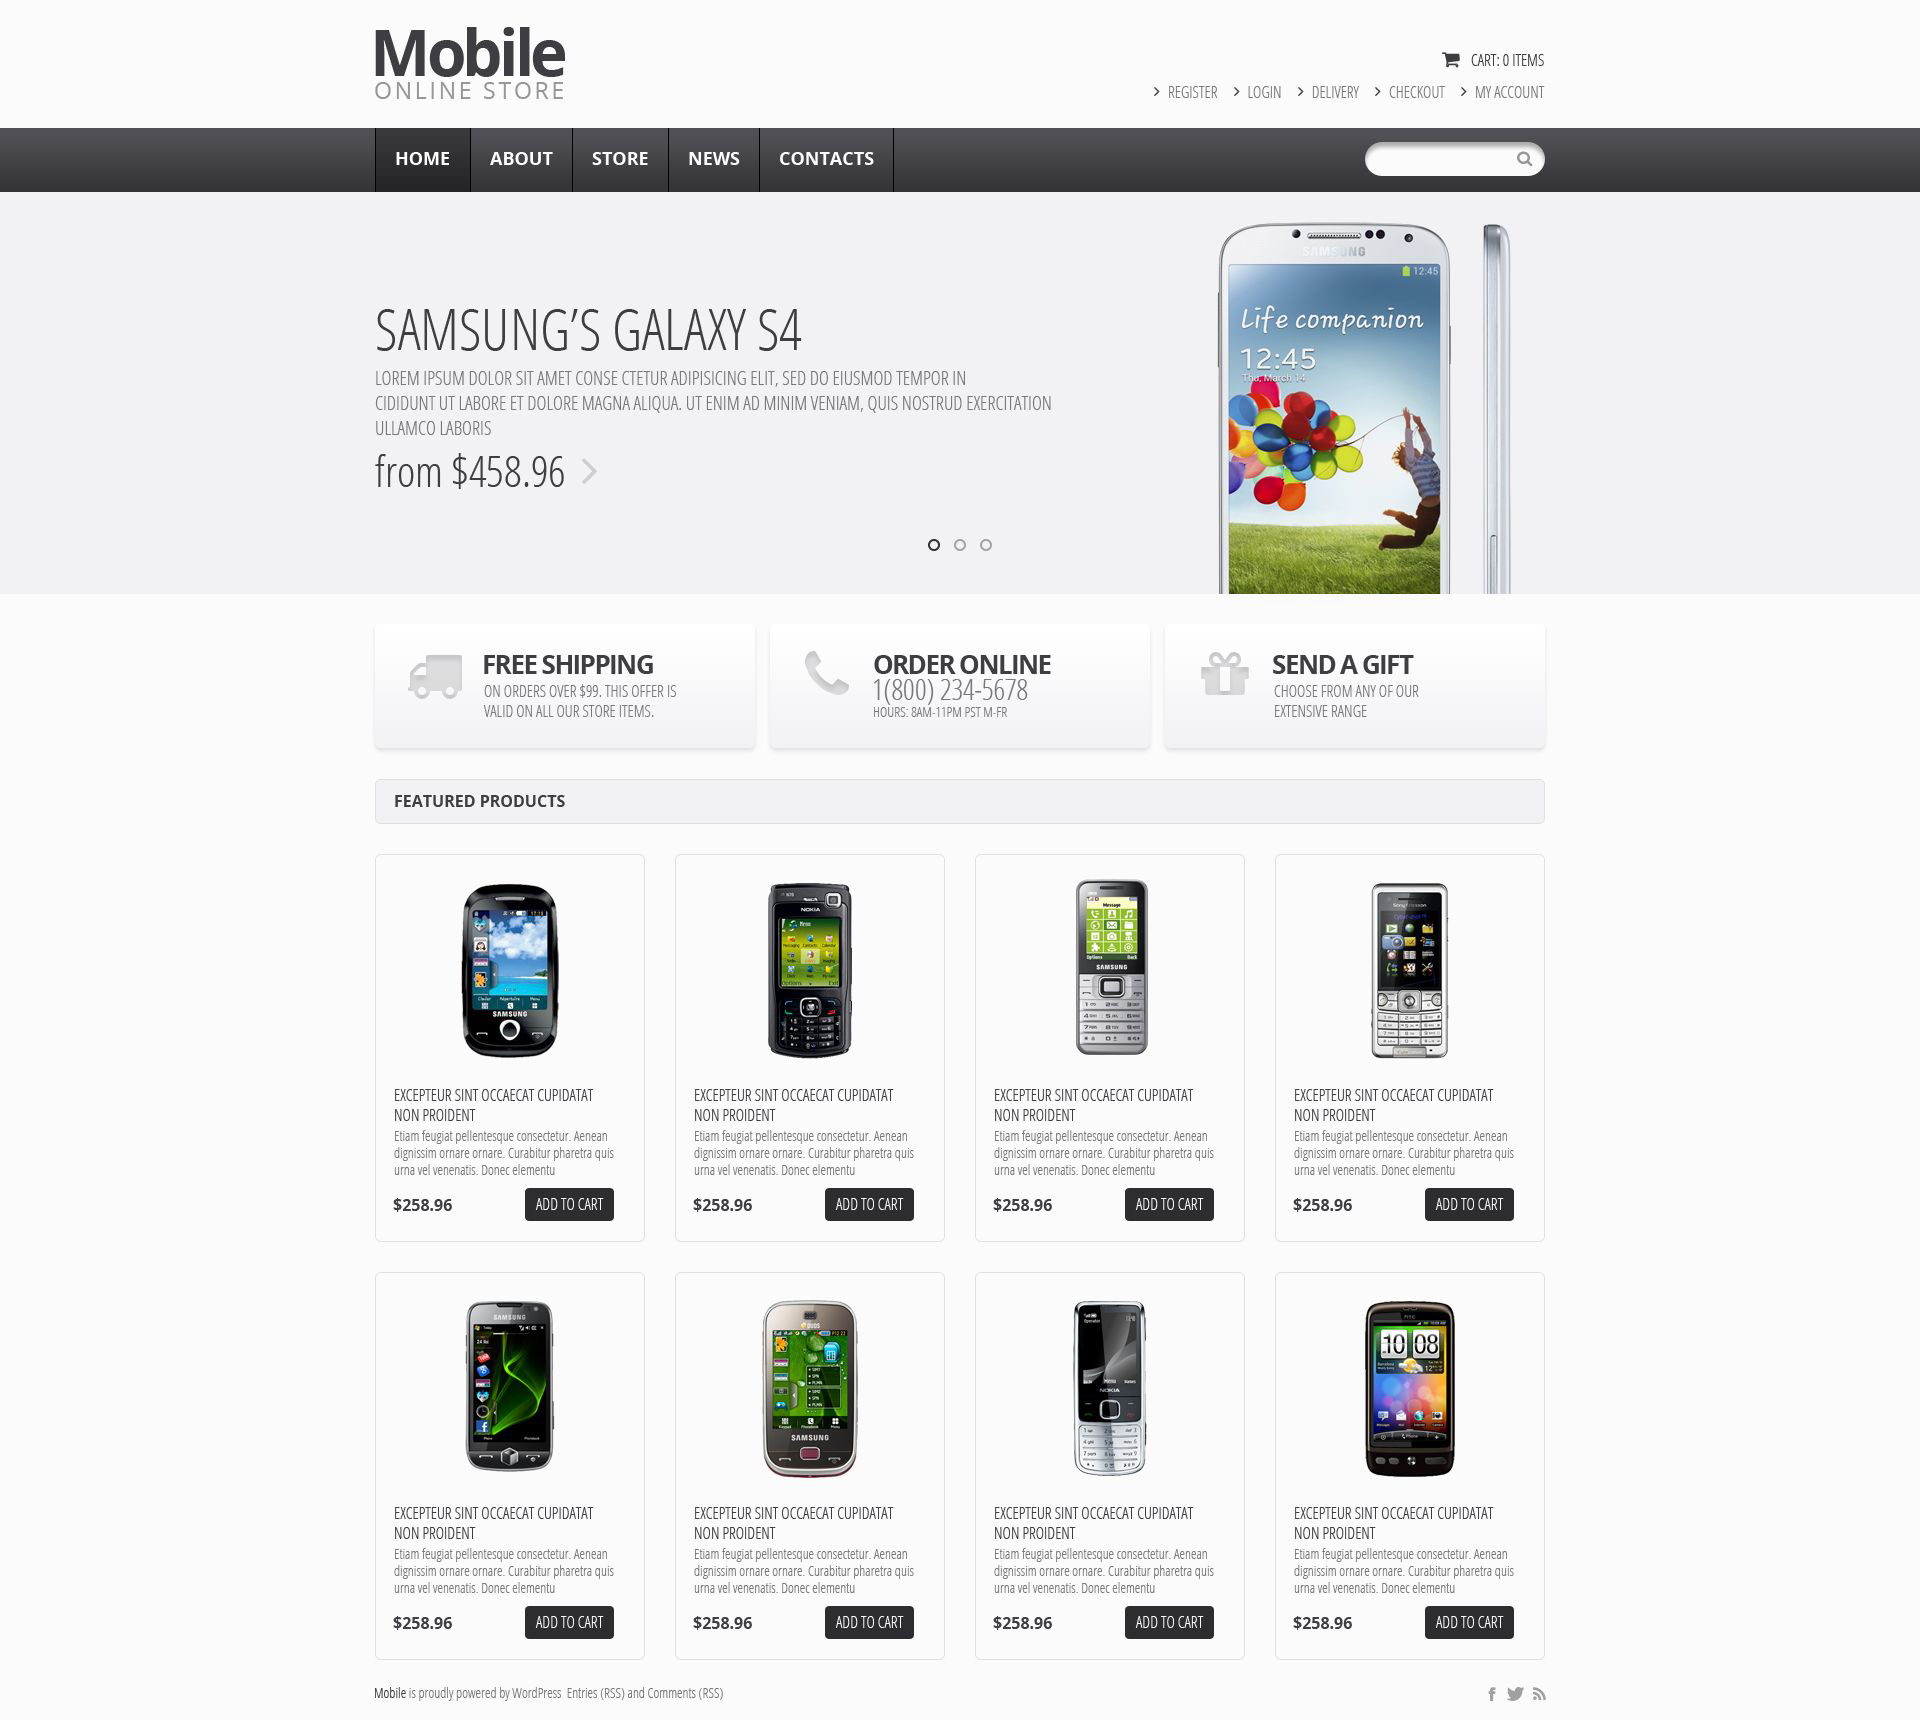 Mobile
ONLINE STORE
CART: 0 ITEMS
REGISTER LOGIN DELIVERY CHECKOUT MY ACCOUNT
HOME ABOUT STORE NEWS CONTACTS
SAMSUNG
12:45
Life companion
12:45
Thu, March 14
SAMSUNG’S GALAXY S4
LOREM IPSUM DOLOR SIT AMET CONSE CTETUR ADIPISICING ELIT, SED DO EIUSMOD TEMPOR IN
CIDIDUNT UT LABORE ET DOLORE MAGNA ALIQUA. UT ENIM AD MINIM VENIAM, QUIS NOSTRUD EXERCITATION
ULLAMCO LABORIS
from $458.96
FREE SHIPPING
ON ORDERS OVER $99. THIS OFFER IS
VALID ON ALL OUR STORE ITEMS.
ORDER ONLINE
1(800) 234-5678
HOURS: 8AM-11PM PST M-FR
SEND A GIFT
CHOOSE FROM ANY OF OUR
EXTENSIVE RANGE
FEATURED PRODUCTS
SAMSUNG
NOKIA
Message
Options Back
SAMSUNG
Sony Ericsson
EXCEPTEUR SINT OCCAECAT CUPIDATAT
NON PROIDENT
Etiam feugiat pellentesque consectetur. Aenean
dignissim ornare ornare. Curabitur pharetra quis
urna vel venenatis. Donec elementu
$258.96 ADD TO CART
EXCEPTEUR SINT OCCAECAT CUPIDATAT
NON PROIDENT
Etiam feugiat pellentesque consectetur. Aenean
dignissim ornare ornare. Curabitur pharetra quis
urna vel venenatis. Donec elementu
$258.96 ADD TO CART
EXCEPTEUR SINT OCCAECAT CUPIDATAT
NON PROIDENT
Etiam feugiat pellentesque consectetur. Aenean
dignissim ornare ornare. Curabitur pharetra quis
urna vel venenatis. Donec elementu
$258.96 ADD TO CART
EXCEPTEUR SINT OCCAECAT CUPIDATAT
NON PROIDENT
Etiam feugiat pellentesque consectetur. Aenean
dignissim ornare ornare. Curabitur pharetra quis
urna vel venenatis. Donec elementu
$258.96 ADD TO CART
SAMSUNG
DUOS
SAMSUNG
NOKIA
10 08
EXCEPTEUR SINT OCCAECAT CUPIDATAT
NON PROIDENT
Etiam feugiat pellentesque consectetur. Aenean
dignissim ornare ornare. Curabitur pharetra quis
urna vel venenatis. Donec elementu
$258.96 ADD TO CART
EXCEPTEUR SINT OCCAECAT CUPIDATAT
NON PROIDENT
Etiam feugiat pellentesque consectetur. Aenean
dignissim ornare ornare. Curabitur pharetra quis
urna vel venenatis. Donec elementu
$258.96 ADD TO CART
EXCEPTEUR SINT OCCAECAT CUPIDATAT
NON PROIDENT
Etiam feugiat pellentesque consectetur. Aenean
dignissim ornare ornare. Curabitur pharetra quis
urna vel venenatis. Donec elementu
$258.96 ADD TO CART
EXCEPTEUR SINT OCCAECAT CUPIDATAT
NON PROIDENT
Etiam feugiat pellentesque consectetur. Aenean
dignissim ornare ornare. Curabitur pharetra quis
urna vel venenatis. Donec elementu
$258.96 ADD TO CART
Mobile is proudly powered by WordPress Entries (RSS) and Comments (RSS)